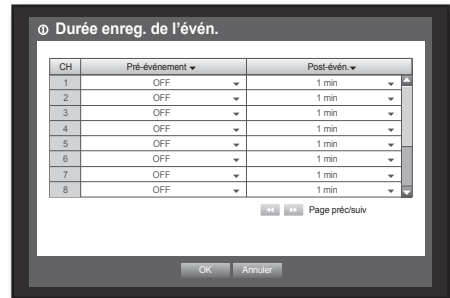 Durée enreg. de l'évén.
CH Pré-événement Post-évén.
1 OFF 1 min
2 OFF 1 min
3 OFF 1 min
4 OFF 1 min
5 OFF 1 min
6 OFF 1 min
7 OFF 1 min
8 OFF 1 min
Page préc/suiv
OK Annuler